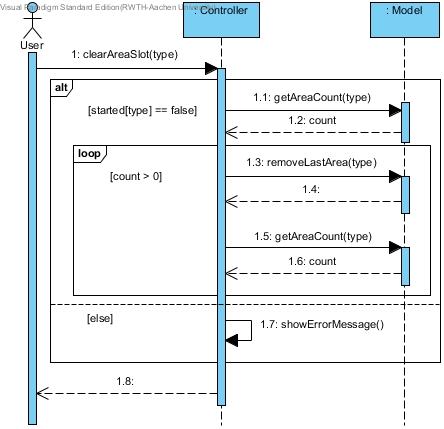 Visual Paradigm Standard Edition(RWTH-Aachen Univers
: Controller
: Model
User
1: clearAreaSlot(type)
alt
[started[type] == false]
1.1: getAreaCount(type)
1.2: count
loop
[count > 0]
1.3: removeLastArea(type)
1.4:
1.5: getAreaCount(type)
1.6: count
[else]
1.7: showErrorMessage()
1.8: